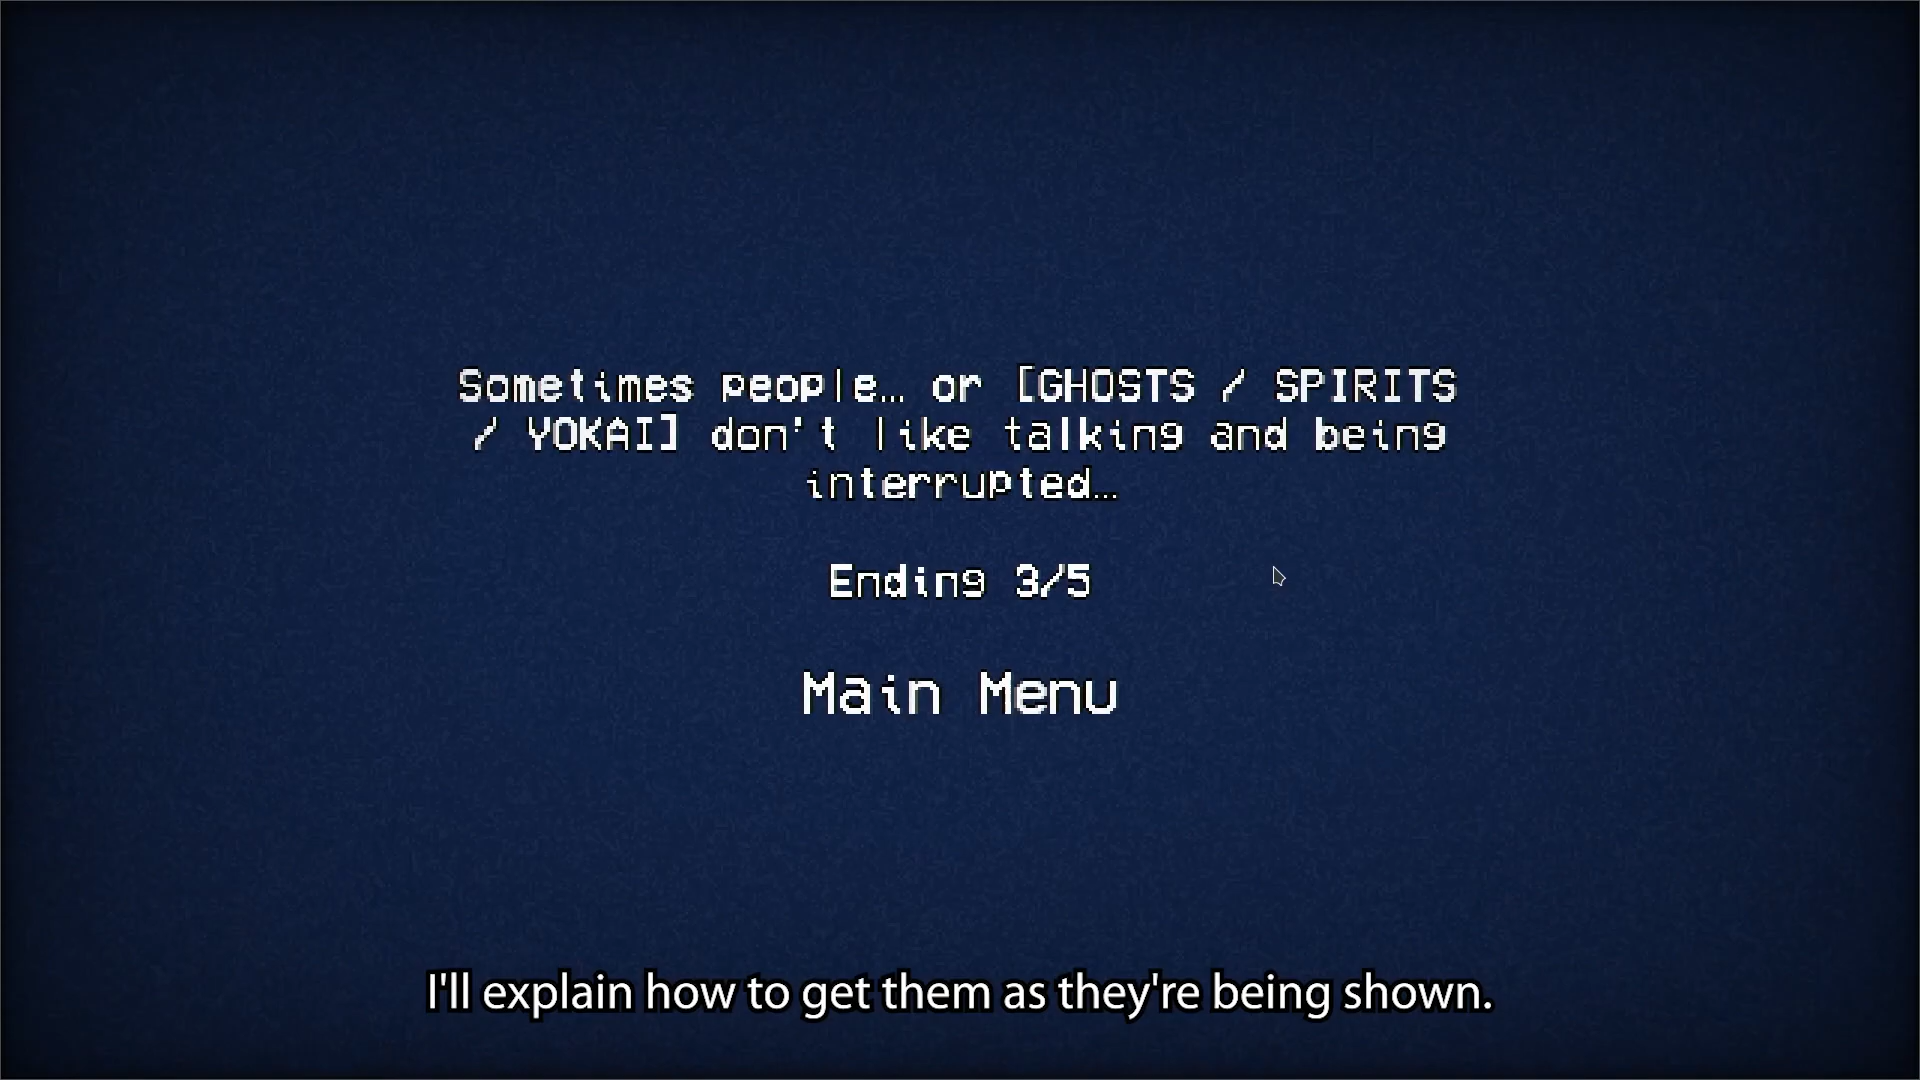 Sometimes people… or [GHOSTS / SPIRITS
/ YOKAI] don't like talking and being
interrupted…
Ending 3/5
Main Menu
I'll explain how to get them as they're being shown.